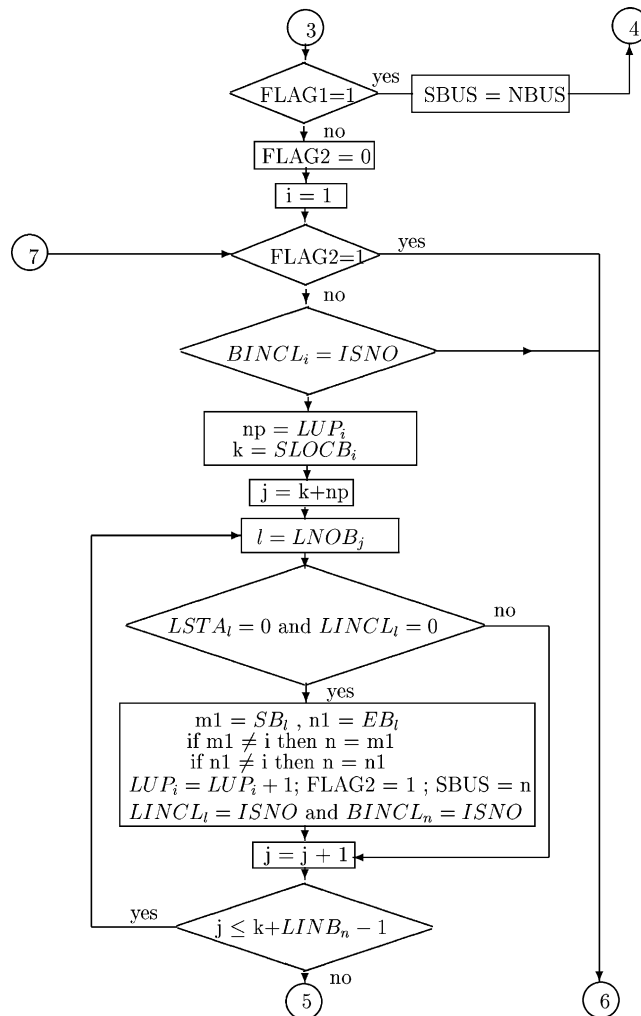 3
4
FLAG1=1
yes
SBUS = NBUS
no
FLAG2 = 0
i = 1
7
FLAG2=1
yes
no
BINCL_i = ISNO
np = LUP_i
k = SLOCB_i
j = k+np
l = LNOB_j
LSTA_l = 0 and LINCL_l = 0
no
yes
m1 = SB_l , n1 = EB_l
if m1 ≠ i then n = m1
if n1 ≠ i then n = n1
LUP_i = LUP_i + 1; FLAG2 = 1 ; SBUS = n
LINCL_l = ISNO and BINCL_n = ISNO
j = j + 1
yes
j ≤ k+LINB_n − 1
no
5
6